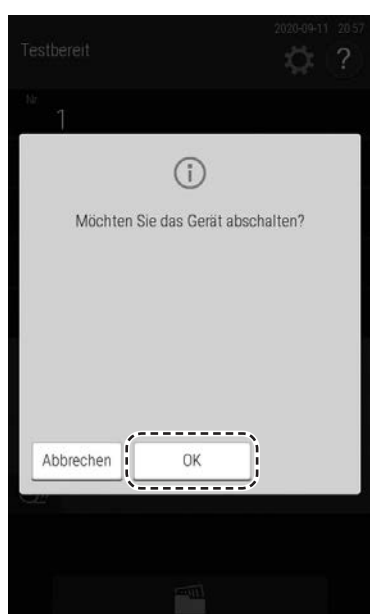 2020-09-11 20:57
Testbereit
?
Nr
1
Möchten Sie das Gerät abschalten?
Abbrechen
OK